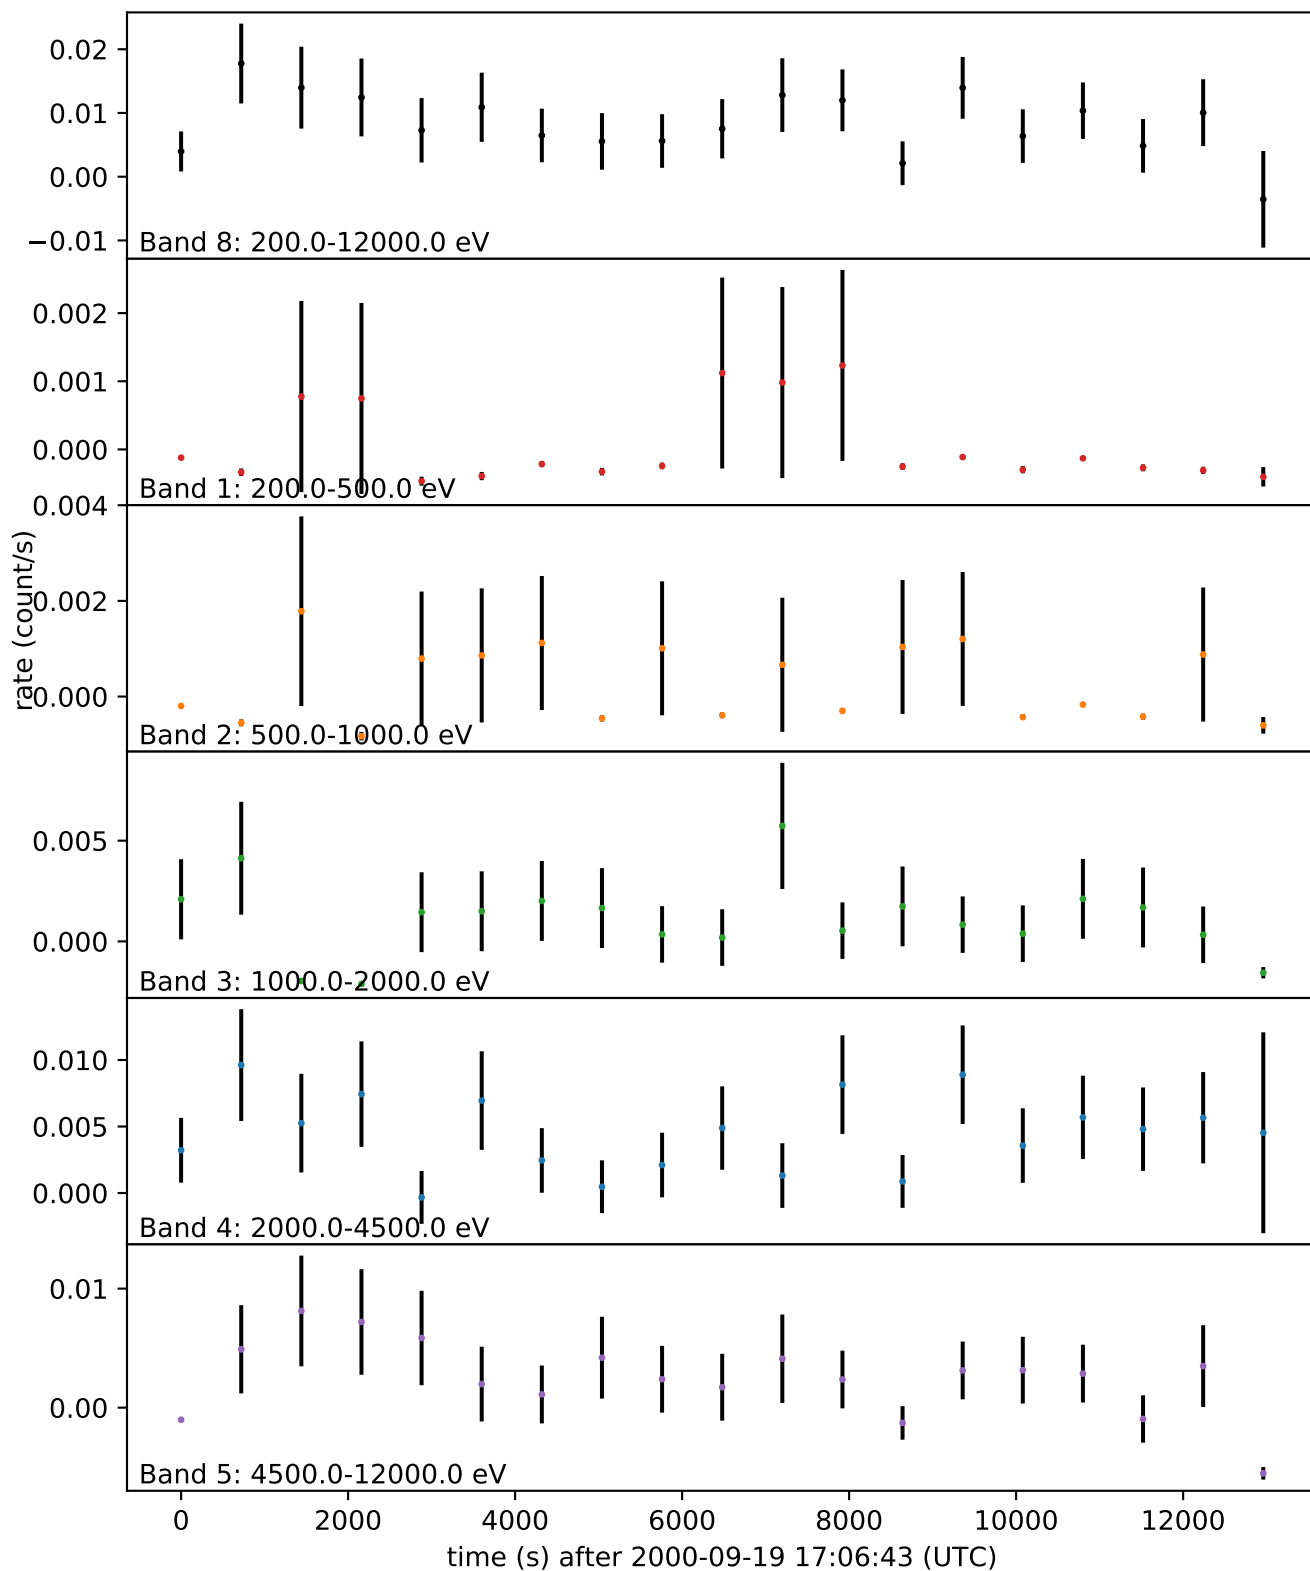 0.02
0.01
0.00
−0.01
Band 8: 200.0-12000.0 eV
0.002
0.001
0.000
Band 1: 200.0-500.0 eV
0.004
0.002
0.000
Band 2: 500.0-1000.0 eV
rate (count/s)
0.005
0.000
Band 3: 1000.0-2000.0 eV
0.010
0.005
0.000
Band 4: 2000.0-4500.0 eV
0.01
0.00
Band 5: 4500.0-12000.0 eV
0 2000 4000 6000 8000 10000 12000
time (s) after 2000-09-19 17:06:43 (UTC)